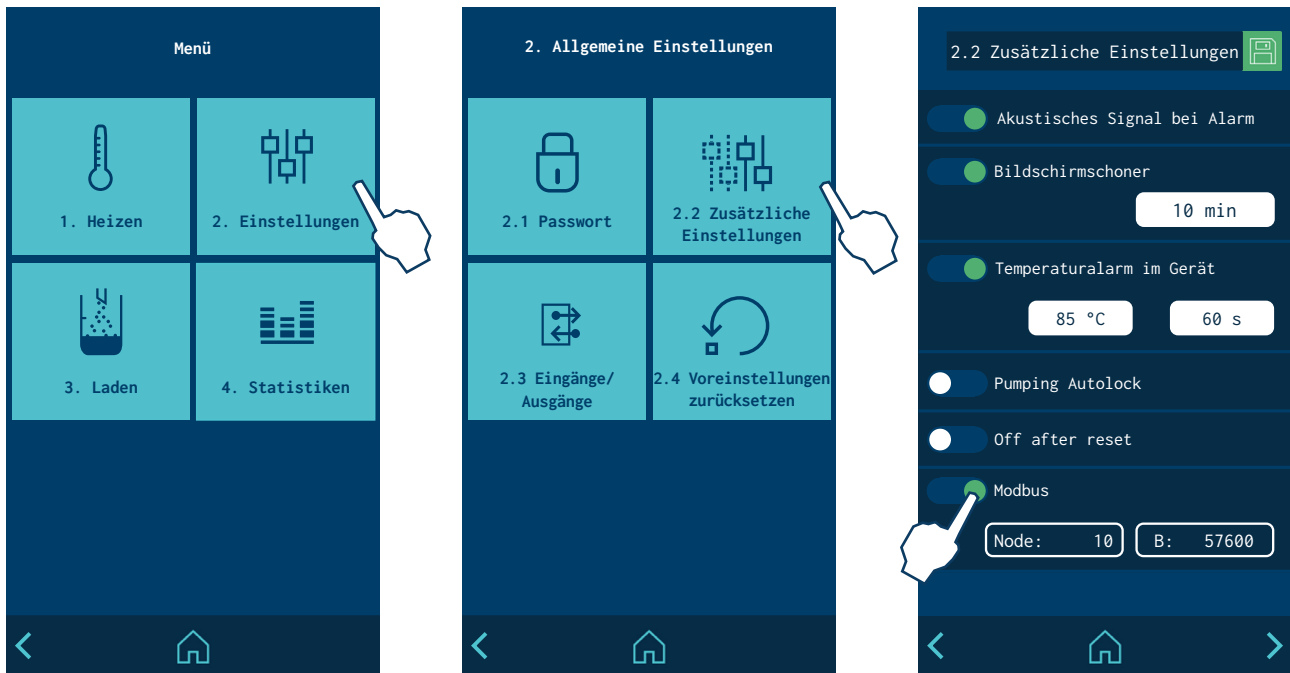 Menü
1. Heizen
2. Einstellungen
3. Laden
4. Statistiken
2. Allgemeine Einstellungen
2.1 Passwort
2.2 Zusätzliche
Einstellungen
2.3 Eingänge/
Ausgänge
2.4 Voreinstellungen
zurücksetzen
2.2 Zusätzliche Einstellungen
Akustisches Signal bei Alarm
Bildschirmschoner
10 min
Temperaturalarm im Gerät
85 °C
60 s
Pumping Autolock
Off after reset
Modbus
Node: 10
B: 57600